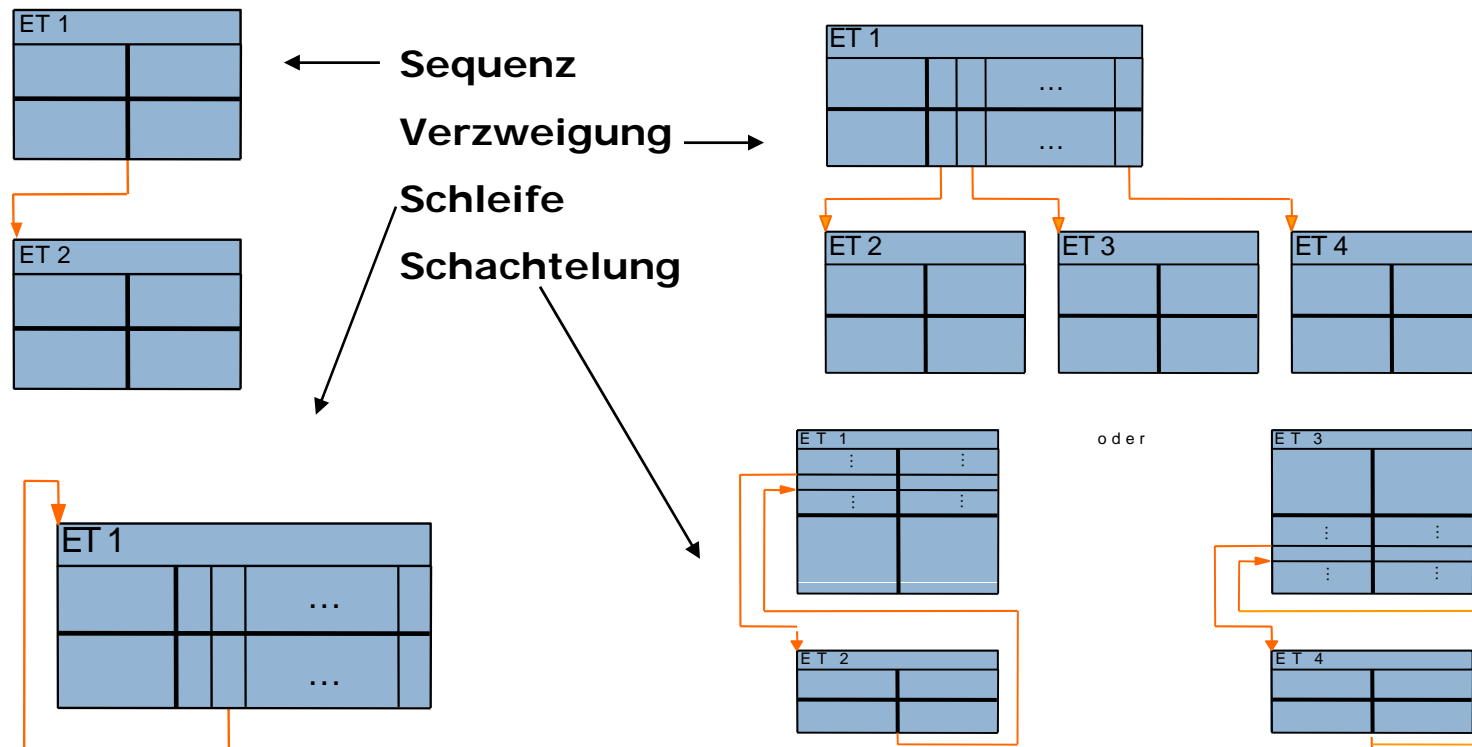 ET 1
ET 2
Sequenz
Verzweigung
Schleife
Schachtelung
ET 1
...
...
ET 2
ET 3
ET 4
ET 1
...
...
ET 1
⋮ ⋮
⋮ ⋮
ET 2
oder
ET 3
⋮ ⋮
⋮ ⋮
ET 4